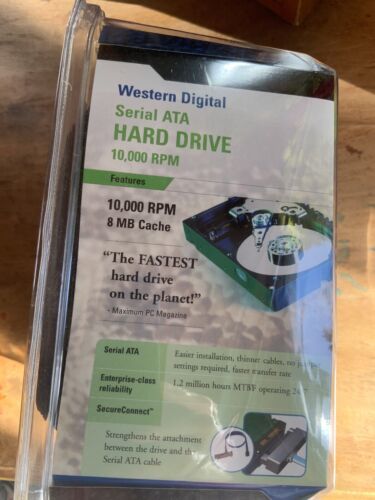 Western Digital
Serial ATA
HARD DRIVE
10,000 RPM
Features
10,000 RPM
8 MB Cache
“The FASTEST
hard drive
on the planet!”
- Maximum PC Magazine
Serial ATA
Easier installation, thinner cables, no
settings required, faster transfer rate
Enterprise-class
reliability
1.2 million hours MTBF operating
SecureConnect™
Strengthens the attachment
between the drive and the
Serial ATA cable